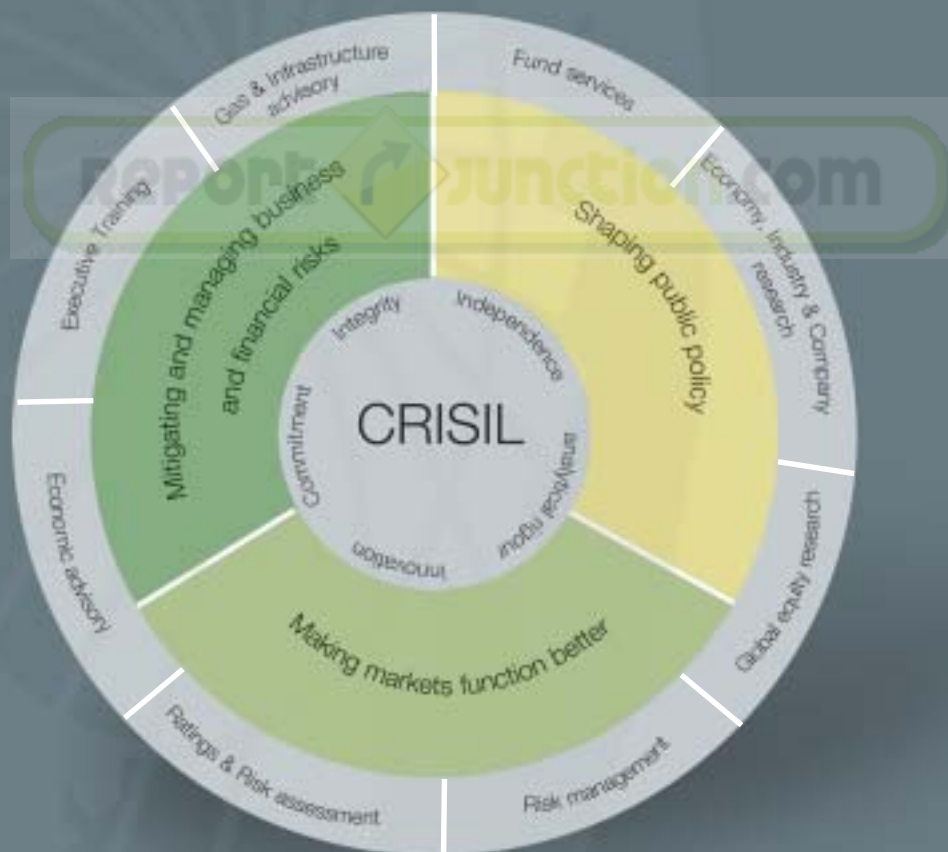 Gas & Infrastructure
advisory
Fund services
Economy, Industry & Company
research
Global equity research
Risk management
Ratings & Risk assessment
Economic advisory
Executive Training
Mitigating and managing business
and financial risks
Shaping public policy
Making markets function better
Integrity
Independence
analytical rigour
Innovation
Commitment
CRISIL
REPORT JUNCTION.COM